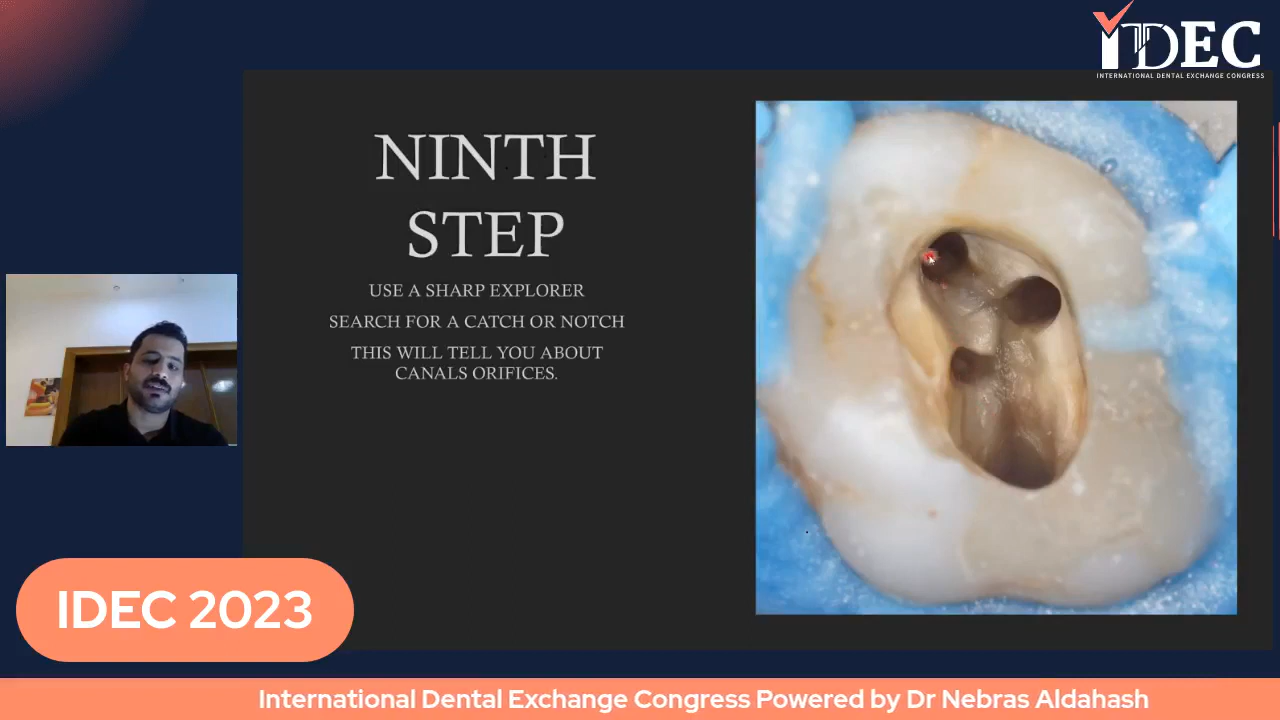 IDEC
INTERNATIONAL DENTAL EXCHANGE CONGRESS
NINTH
STEP
USE A SHARP EXPLORER
SEARCH FOR A CATCH OR NOTCH
THIS WILL TELL YOU ABOUT
CANALS ORIFICES.
IDEC 2023
International Dental Exchange Congress Powered by Dr Nebras Aldahash